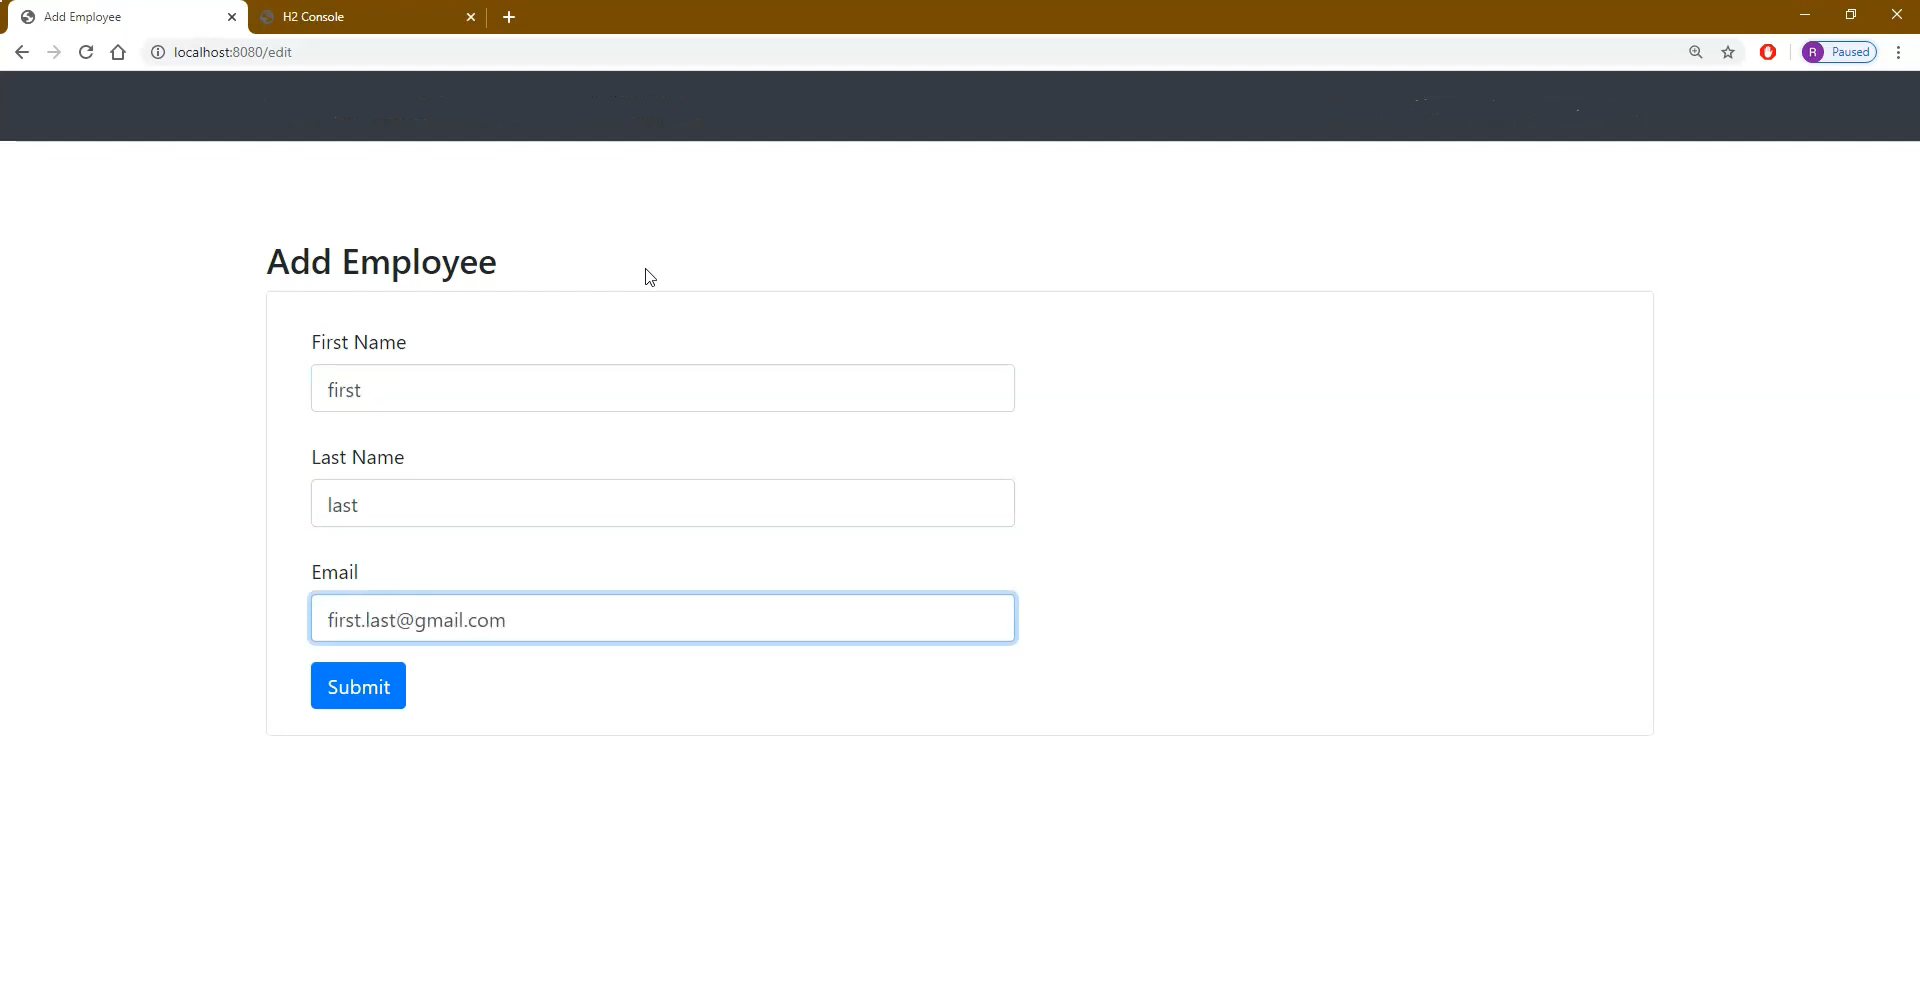 Add Employee
H2 Console
localhost:8080/edit
R Paused
Add Employee
First Name
first
Last Name
last
Email
first.last@gmail.com
Submit